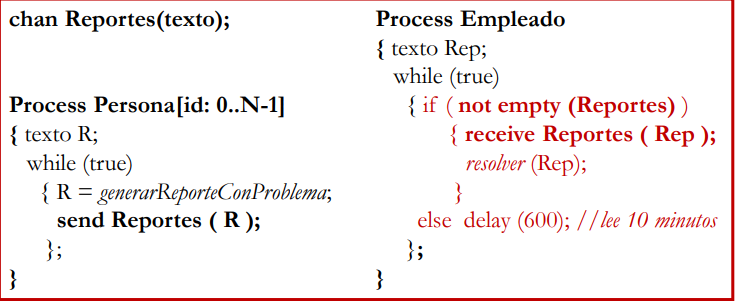 chan Reportes(texto);
Process Persona[id: 0..N-1]
{ texto R;
while (true)
{ R = generarReporteConProblema;
send Reportes ( R );
};
}
Process Empleado
{ texto Rep;
while (true)
{ if ( not empty (Reportes) )
{ receive Reportes ( Rep );
resolver (Rep);
}
else delay (600); //lee 10 minutos
};
}